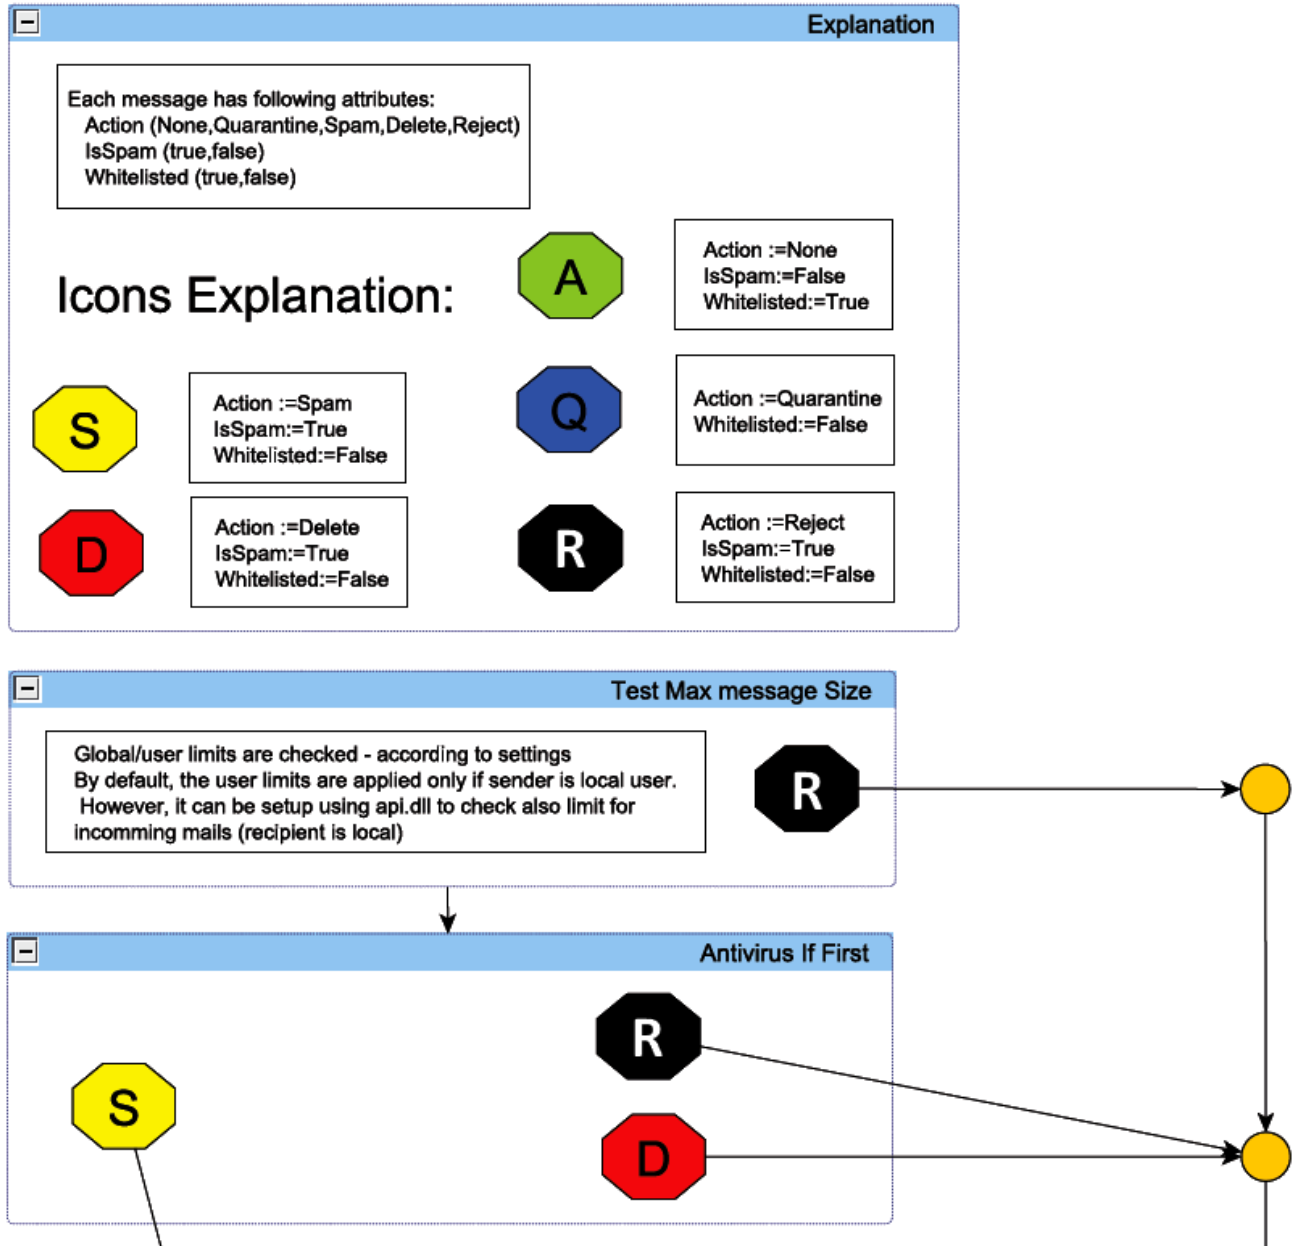 Explanation
Each message has following attributes:
Action (None,Quarantine,Spam,Delete,Reject)
IsSpam (true,false)
Whitelisted (true,false)
Icons Explanation:
A
Action :=None
IsSpam:=False
Whitelisted:=True
S
Action :=Spam
IsSpam:=True
Whitelisted:=False
Q
Action :=Quarantine
Whitelisted:=False
D
Action :=Delete
IsSpam:=True
Whitelisted:=False
R
Action :=Reject
IsSpam:=True
Whitelisted:=False
Test Max message Size
Global/user limits are checked - according to settings
By default, the user limits are applied only if sender is local user.
However, it can be setup using api.dll to check also limit for
incomming mails (recipient is local)
R
Antivirus If First
R
S
D